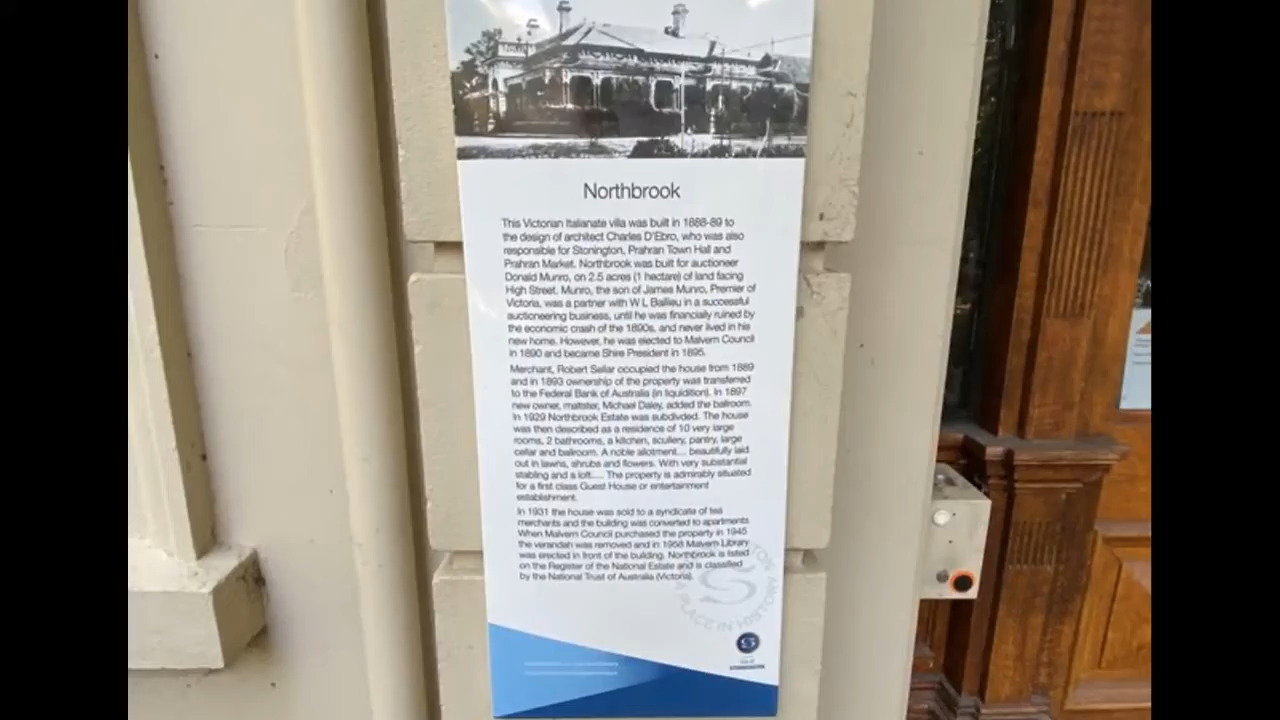 Northbrook
This Victorian Italianate villa was built in 1888-89 to
the design of architect Charles D'Ebro, who was also
responsible for Stonington, Prahran Town Hall and
Prahran Market. Northbrook was built for auctioneer
Donald Munro, on 2.5 acres (1 hectare) of land facing
High Street. Munro, the son of James Munro, Premier of
Victoria, was a partner with W L Baillieu in a successful
auctioneering business, until he was financially ruined by
the economic crash of the 1890s, and never lived in his
new home. However, he was elected to Malvern Council
in 1890 and became Shire President in 1895.
Merchant, Robert Sellar occupied the house from 1889
and in 1893 ownership of the property was transferred
to the Federal Bank of Australia (in liquidition). In 1897
new owner, maltster, Michael Daley, added the ballroom.
In 1929 Northbrook Estate was subdivided. The house
was then described as a residence of 10 very large
rooms, 2 bathrooms, a kitchen, scullery, pantry, large
cellar and ballroom. A noble allotment.... beautifully laid
out in lawns, shrubs and flowers. With very substantial
stabling and a loft..... The property is admirably situated
for a first class Guest House or entertainment
establishment.
In 1931 the house was sold to a syndicate of tea
merchants and the building was converted to apartments.
When Malvern Council purchased the property in 1945
the verandah was removed and in 1958 Malvern Library
was erected in front of the building. Northbrook is listed
on the Register of the National Estate and is classified
by the National Trust of Australia (Victoria).
PLACE IN HISTORY
City of
STONNINGTON